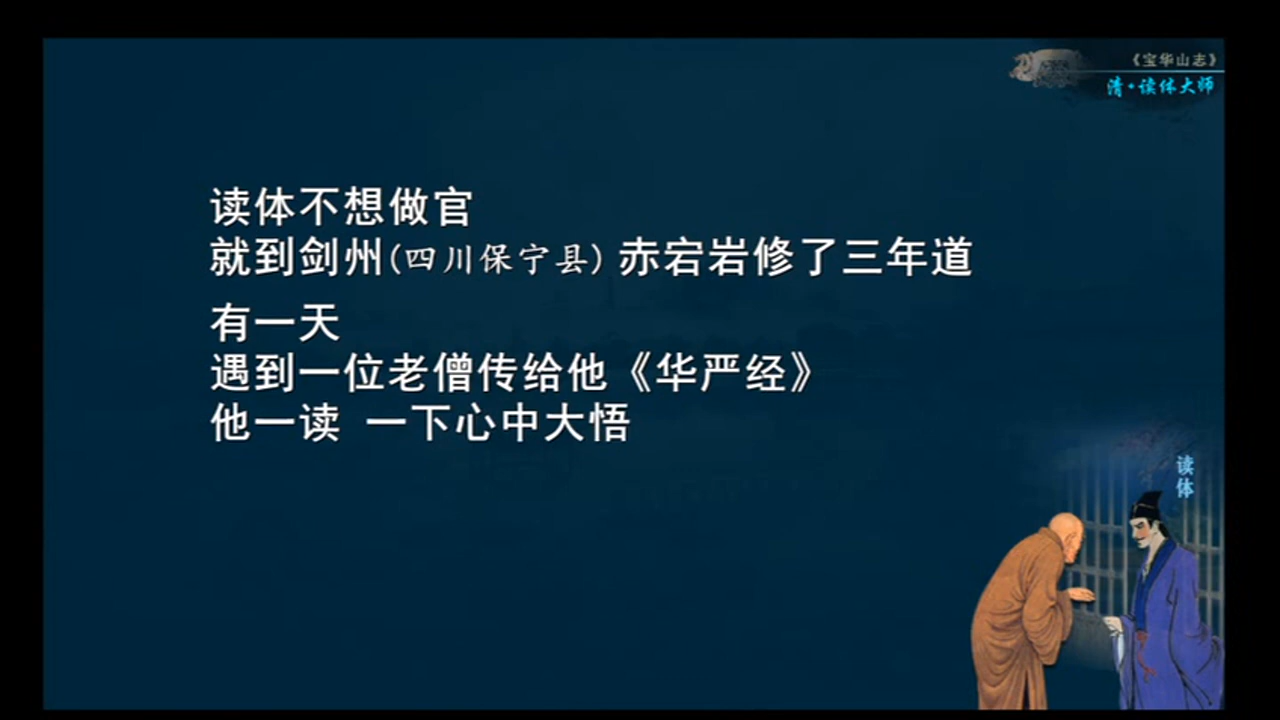 《宝华山志》
清·读体大师
读体不想做官
就到剑州(四川保宁县) 赤宕岩修了三年道
有一天
遇到一位老僧传给他《华严经》
他一读 一下心中大悟
读体